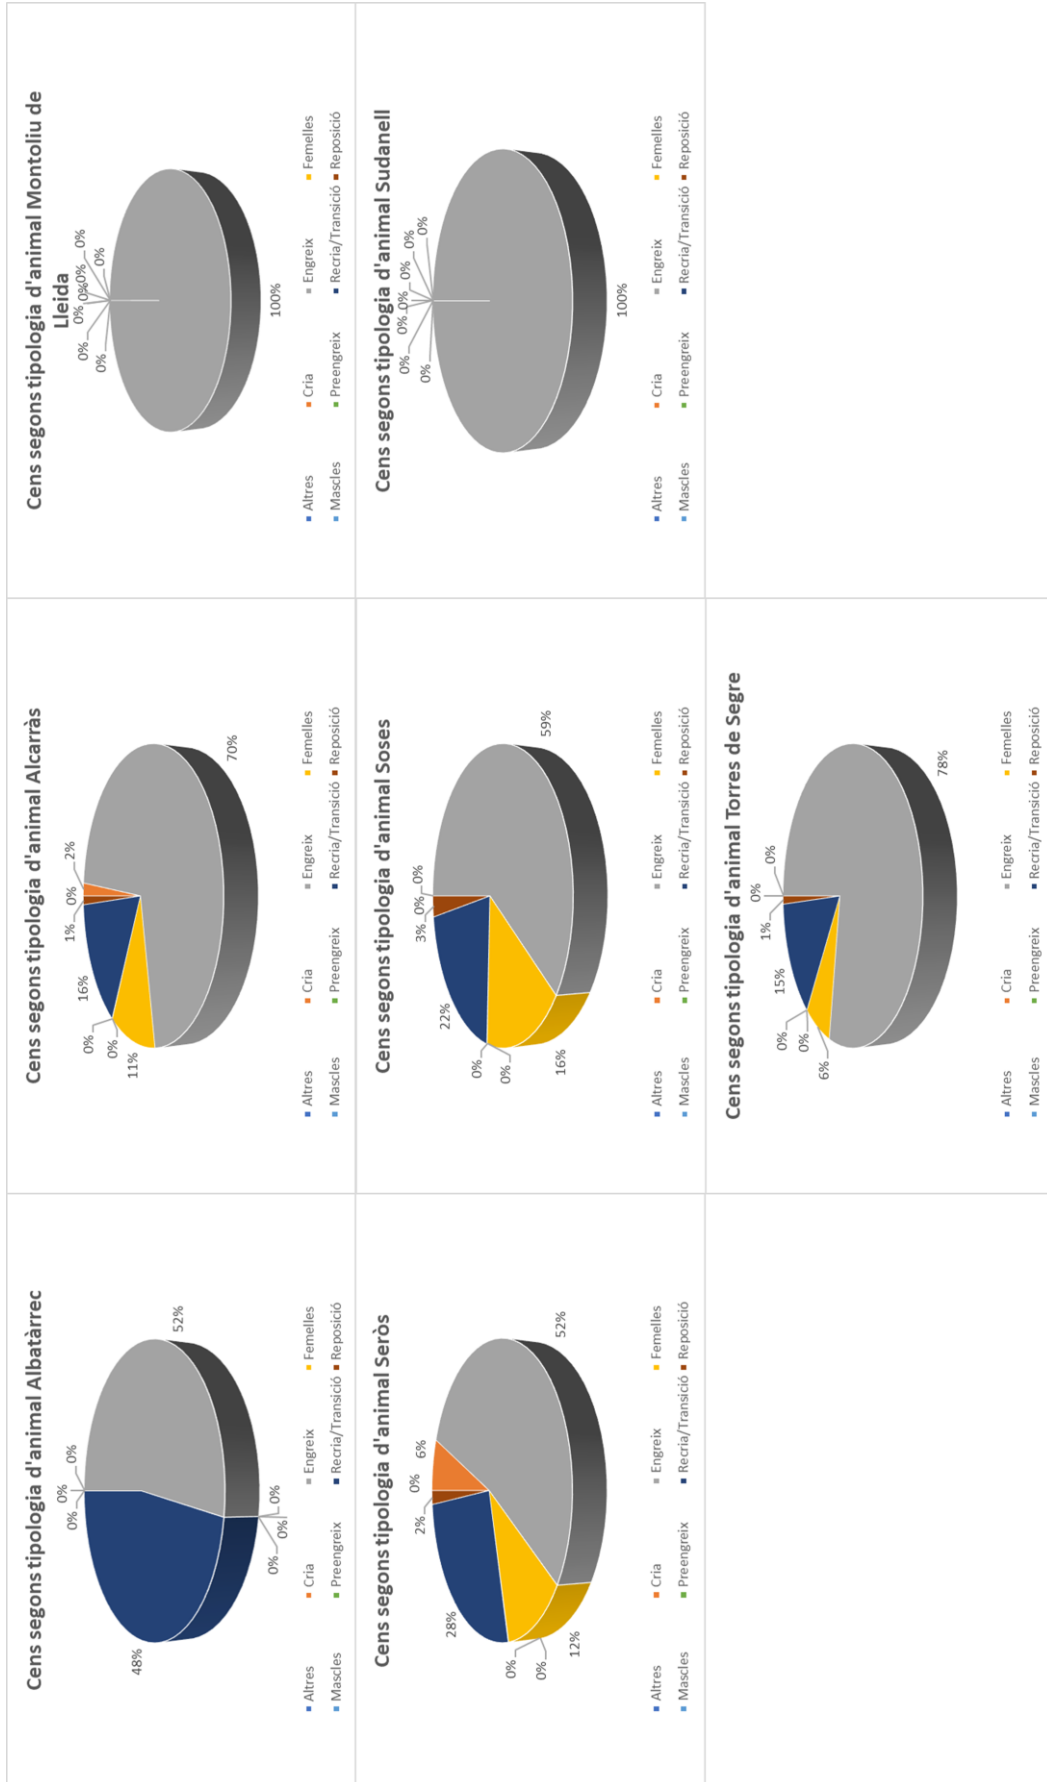 Cens segons tipologia d'animal Albatàrrec
0%
0%
0%
48%
52%
0%
0%
0%
Altres Cria Engreix Femelles
Mascles Preengreix Recria/Transició Reposició
Cens segons tipologia d'animal Alcarràs
1%
0%
2%
16%
0%
0%
11%
70%
Altres Cria Engreix Femelles
Mascles Preengreix Recria/Transició Reposició
Cens segons tipologia d'animal Montoliu de
Lleida
0%
0%
0%
0%
0%
0%
0%
100%
Altres Cria Engreix Femelles
Mascles Preengreix Recria/Transició Reposició
Cens segons tipologia d'animal Seròs
2%
0%
6%
28%
0%
0%
12%
52%
Altres Cria Engreix Femelles
Mascles Preengreix Recria/Transició Reposició
Cens segons tipologia d'animal Soses
3%
0%
0%
22%
0%
0%
16%
59%
Altres Cria Engreix Femelles
Mascles Preengreix Recria/Transició Reposició
Cens segons tipologia d'animal Sudanell
0%
0%
0%
0%
0%
0%
0%
100%
Altres Cria Engreix Femelles
Mascles Preengreix Recria/Transició Reposició
Cens segons tipologia d'animal Torres de Segre
1%
0%
0%
15%
0%
0%
6%
78%
Altres Cria Engreix Femelles
Mascles Preengreix Recria/Transició Reposició